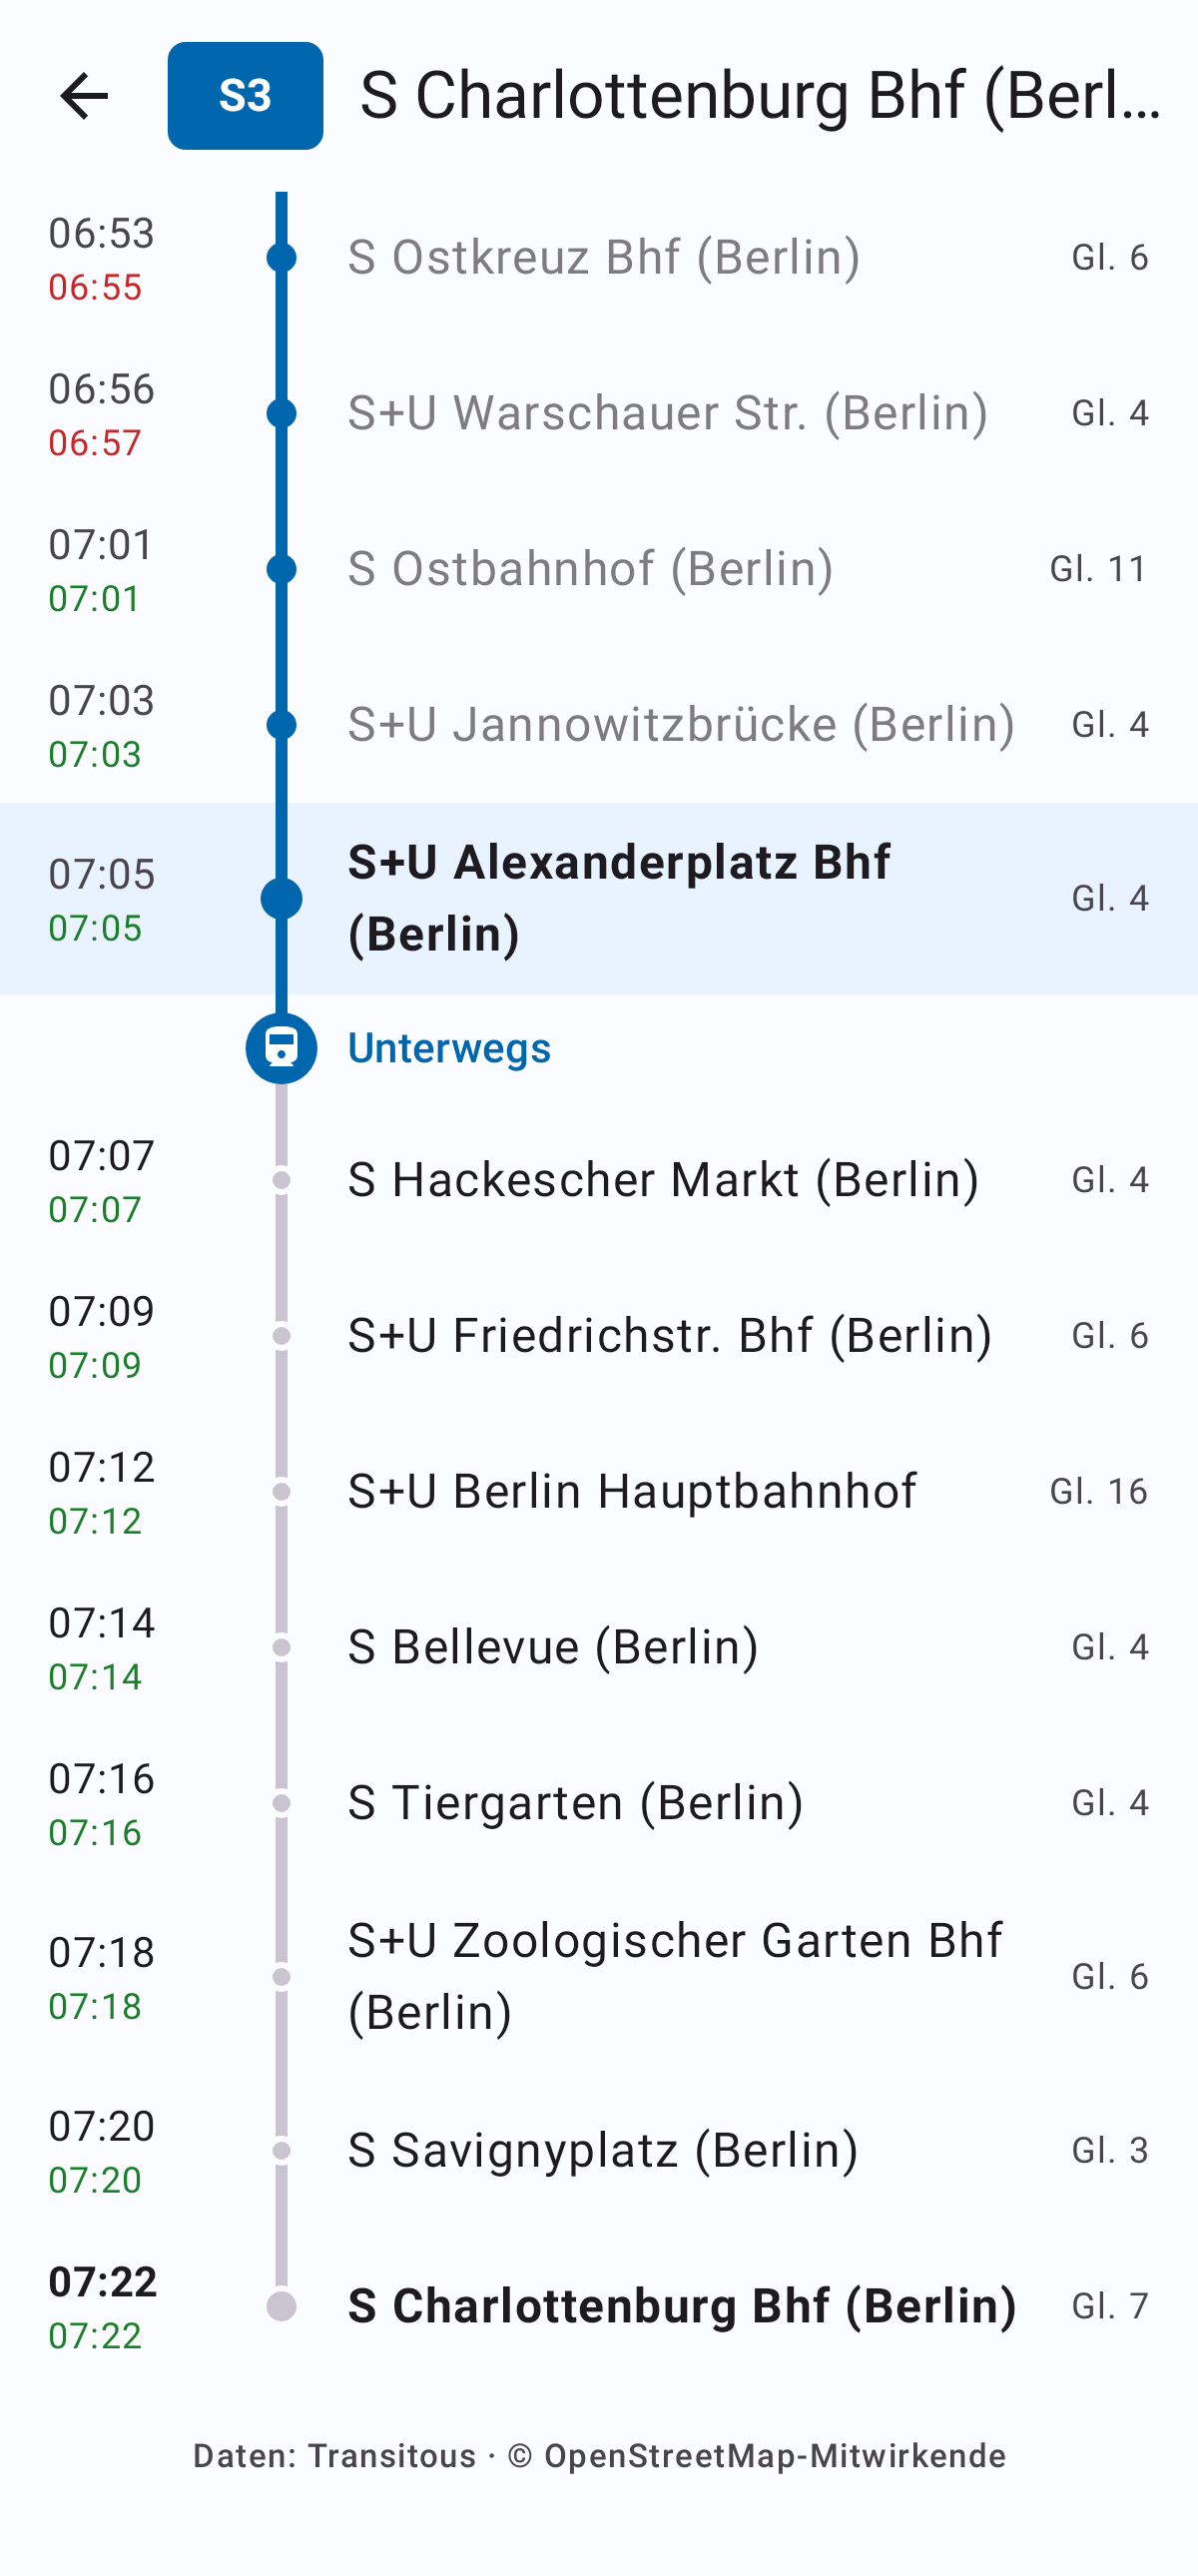 S3 S Charlottenburg Bhf (Berl...
06:53 S Ostkreuz Bhf (Berlin) Gl. 6
06:55
06:56 S+U Warschauer Str. (Berlin) Gl. 4
06:57
07:01 S Ostbahnhof (Berlin) Gl. 11
07:01
07:03 S+U Jannowitzbrücke (Berlin) Gl. 4
07:03
07:05 S+U Alexanderplatz Bhf Gl. 4
07:05 (Berlin)
Unterwegs
07:07 S Hackescher Markt (Berlin) Gl. 4
07:07
07:09 S+U Friedrichstr. Bhf (Berlin) Gl. 6
07:09
07:12 S+U Berlin Hauptbahnhof Gl. 16
07:12
07:14 S Bellevue (Berlin) Gl. 4
07:14
07:16 S Tiergarten (Berlin) Gl. 4
07:16
07:18 S+U Zoologischer Garten Bhf Gl. 6
07:18 (Berlin)
07:20 S Savignyplatz (Berlin) Gl. 3
07:20
07:22 S Charlottenburg Bhf (Berlin) Gl. 7
07:22
Daten: Transitous · © OpenStreetMap-Mitwirkende